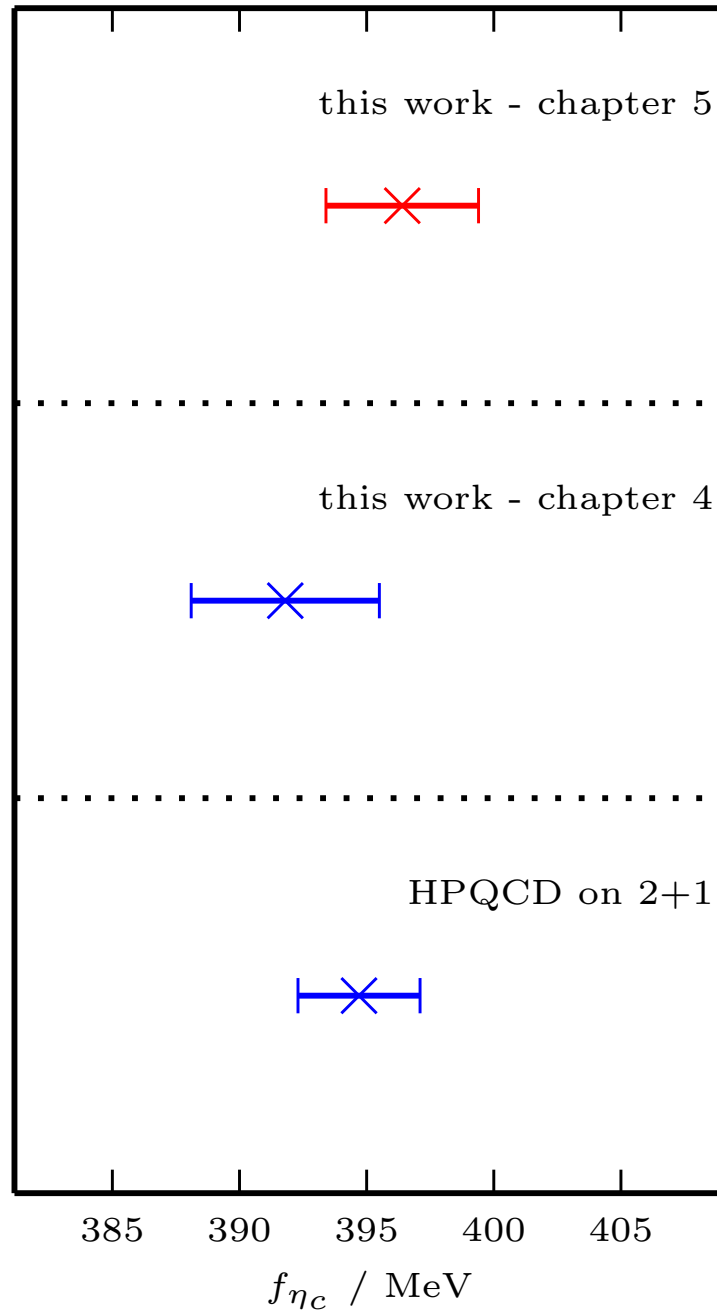 this work - chapter 5
this work - chapter 4
HPQCD on 2+1
385 390 395 400 405
f_{η_c} / MeV